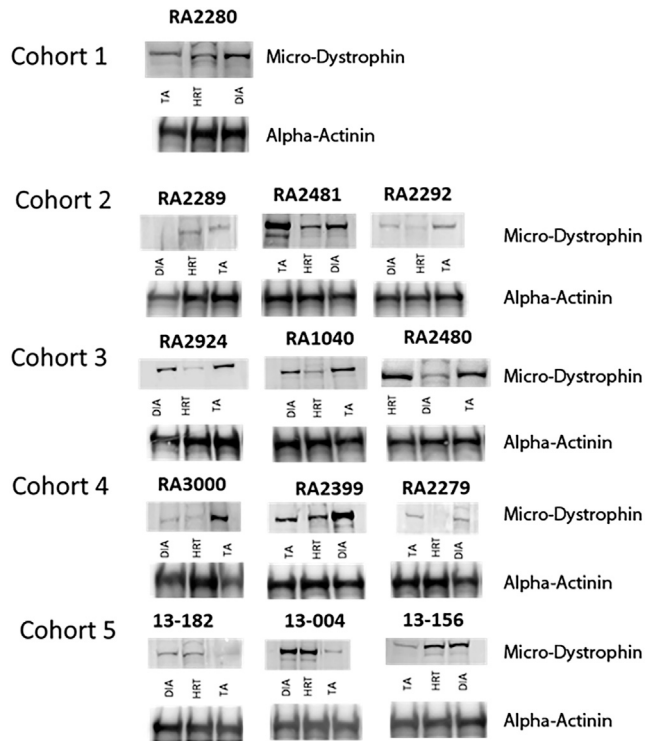 RA2280
Cohort 1
Micro-Dystrophin
TA HRT DIA
Alpha-Actinin
Cohort 2
RA2289 RA2481 RA2292
Micro-Dystrophin
DIA HRT TA TA HRT DIA DIA HRT TA
Alpha-Actinin
Cohort 3
RA2924 RA1040 RA2480
Micro-Dystrophin
DIA HRT TA DIA HRT TA HRT DIA TA
Alpha-Actinin
Cohort 4
RA3000 RA2399 RA2279
Micro-Dystrophin
DIA HRT TA TA HRT DIA TA HRT DIA
Alpha-Actinin
Cohort 5
13-182 13-004 13-156
Micro-Dystrophin
DIA HRT TA DIA HRT TA TA HRT DIA
Alpha-Actinin